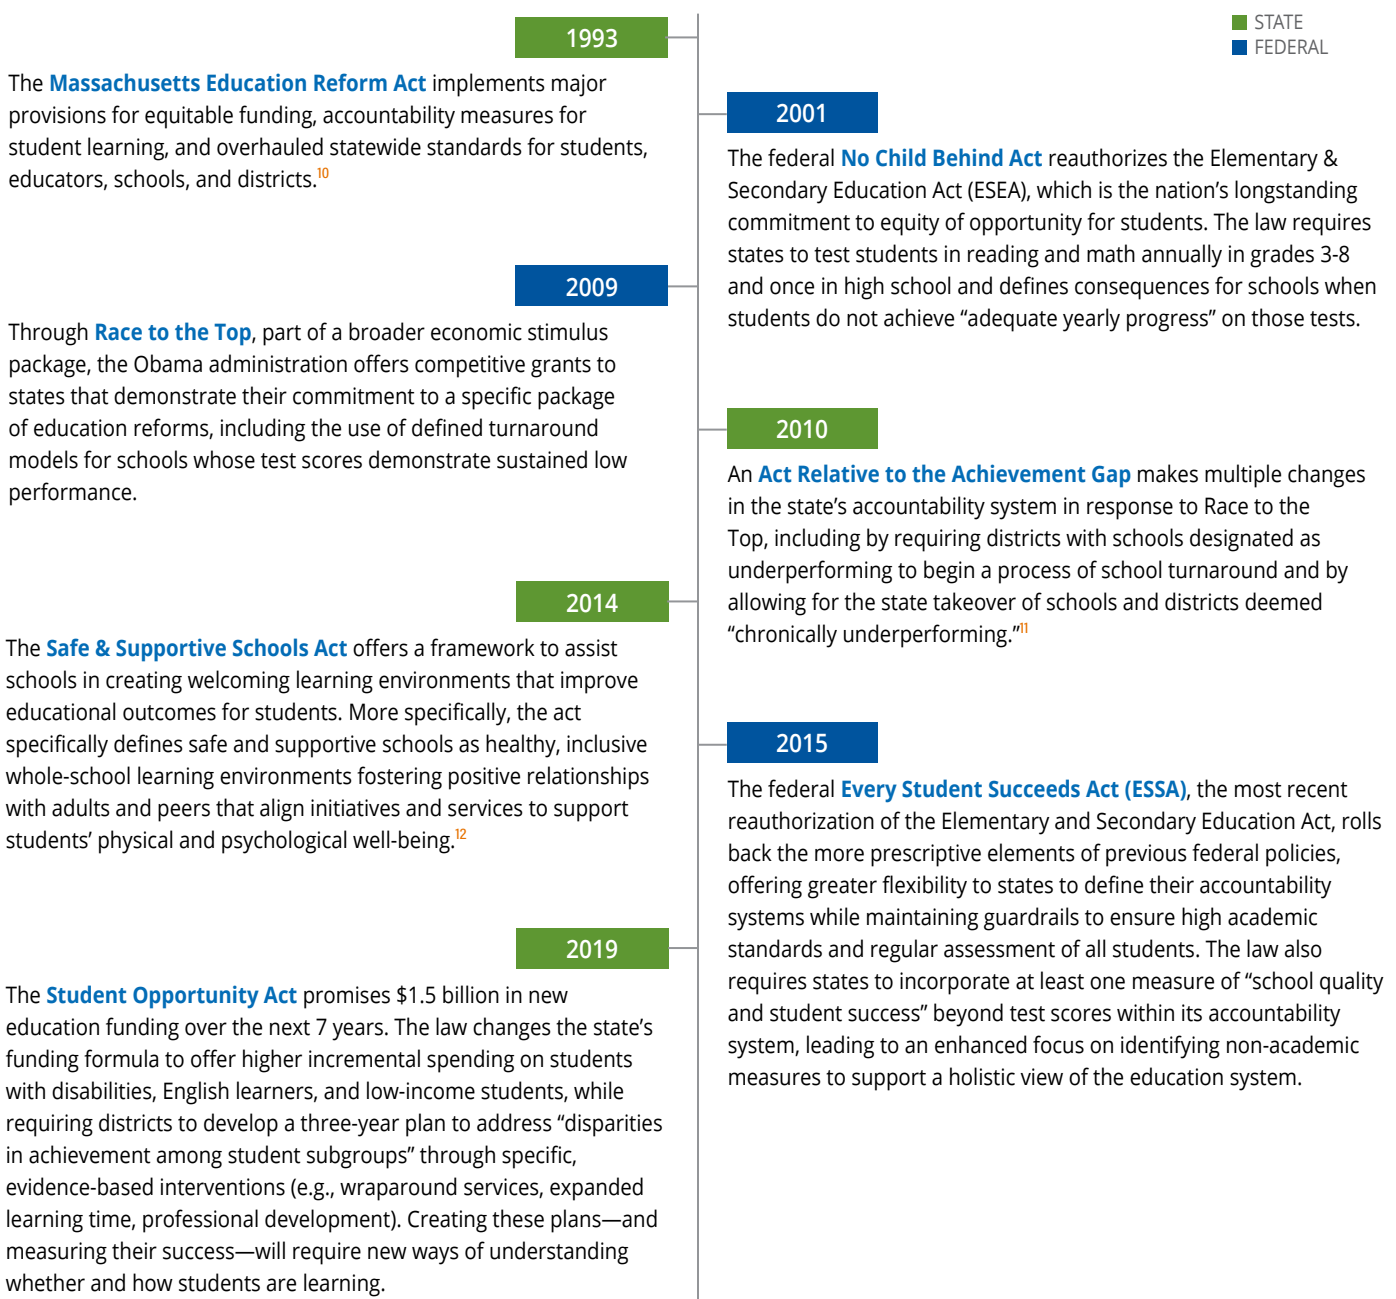 STATE
FEDERAL
1993
The Massachusetts Education Reform Act implements major
provisions for equitable funding, accountability measures for
student learning, and overhauled statewide standards for students,
educators, schools, and districts.10
2001
The federal No Child Behind Act reauthorizes the Elementary &
Secondary Education Act (ESEA), which is the nation’s longstanding
commitment to equity of opportunity for students. The law requires
states to test students in reading and math annually in grades 3-8
and once in high school and defines consequences for schools when
students do not achieve “adequate yearly progress” on those tests.
2009
Through Race to the Top, part of a broader economic stimulus
package, the Obama administration offers competitive grants to
states that demonstrate their commitment to a specific package
of education reforms, including the use of defined turnaround
models for schools whose test scores demonstrate sustained low
performance.
2010
An Act Relative to the Achievement Gap makes multiple changes
in the state’s accountability system in response to Race to the
Top, including by requiring districts with schools designated as
underperforming to begin a process of school turnaround and by
allowing for the state takeover of schools and districts deemed
“chronically underperforming.”11
2014
The Safe & Supportive Schools Act offers a framework to assist
schools in creating welcoming learning environments that improve
educational outcomes for students. More specifically, the act
specifically defines safe and supportive schools as healthy, inclusive
whole-school learning environments fostering positive relationships
with adults and peers that align initiatives and services to support
students’ physical and psychological well-being.12
2015
The federal Every Student Succeeds Act (ESSA), the most recent
reauthorization of the Elementary and Secondary Education Act, rolls
back the more prescriptive elements of previous federal policies,
offering greater flexibility to states to define their accountability
systems while maintaining guardrails to ensure high academic
standards and regular assessment of all students. The law also
requires states to incorporate at least one measure of “school quality
and student success” beyond test scores within its accountability
system, leading to an enhanced focus on identifying non-academic
measures to support a holistic view of the education system.
2019
The Student Opportunity Act promises $1.5 billion in new
education funding over the next 7 years. The law changes the state’s
funding formula to offer higher incremental spending on students
with disabilities, English learners, and low-income students, while
requiring districts to develop a three-year plan to address “disparities
in achievement among student subgroups” through specific,
evidence-based interventions (e.g., wraparound services, expanded
learning time, professional development). Creating these plans—and
measuring their success—will require new ways of understanding
whether and how students are learning.